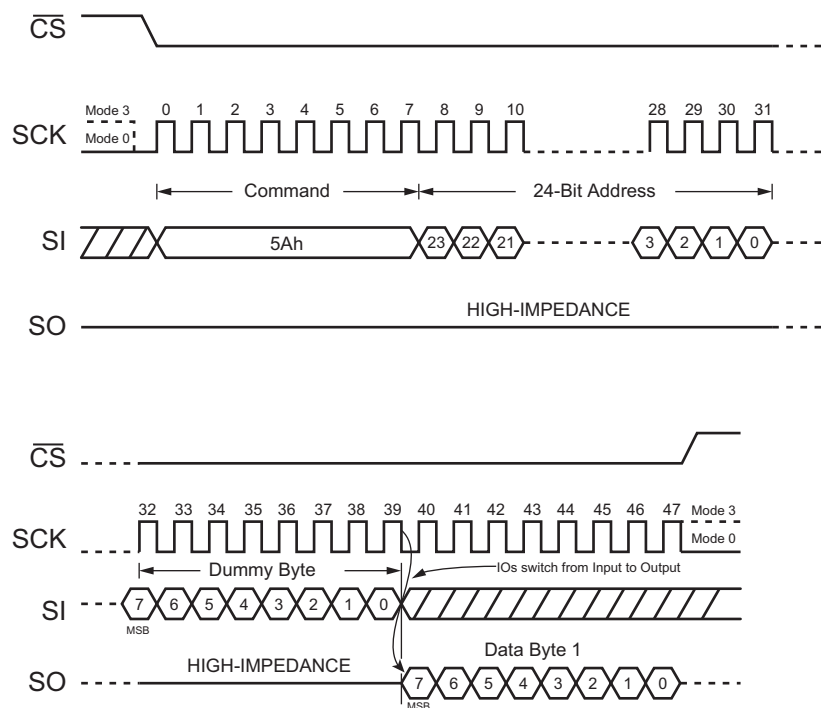 CS
Mode 3 0 1 2 3 4 5 6 7 8 9 10 28 29 30 31
SCK Mode 0
Command 24-Bit Address
SI 5Ah 23 22 21 3 2 1 0
HIGH-IMPEDANCE
SO
CS
32 33 34 35 36 37 38 39 40 41 42 43 44 45 46 47 Mode 3
SCK Mode 0
Dummy Byte IOs switch from Input to Output
SI 7 6 5 4 3 2 1 0
MSB
HIGH-IMPEDANCE Data Byte 1
SO 7 6 5 4 3 2 1 0
MSB